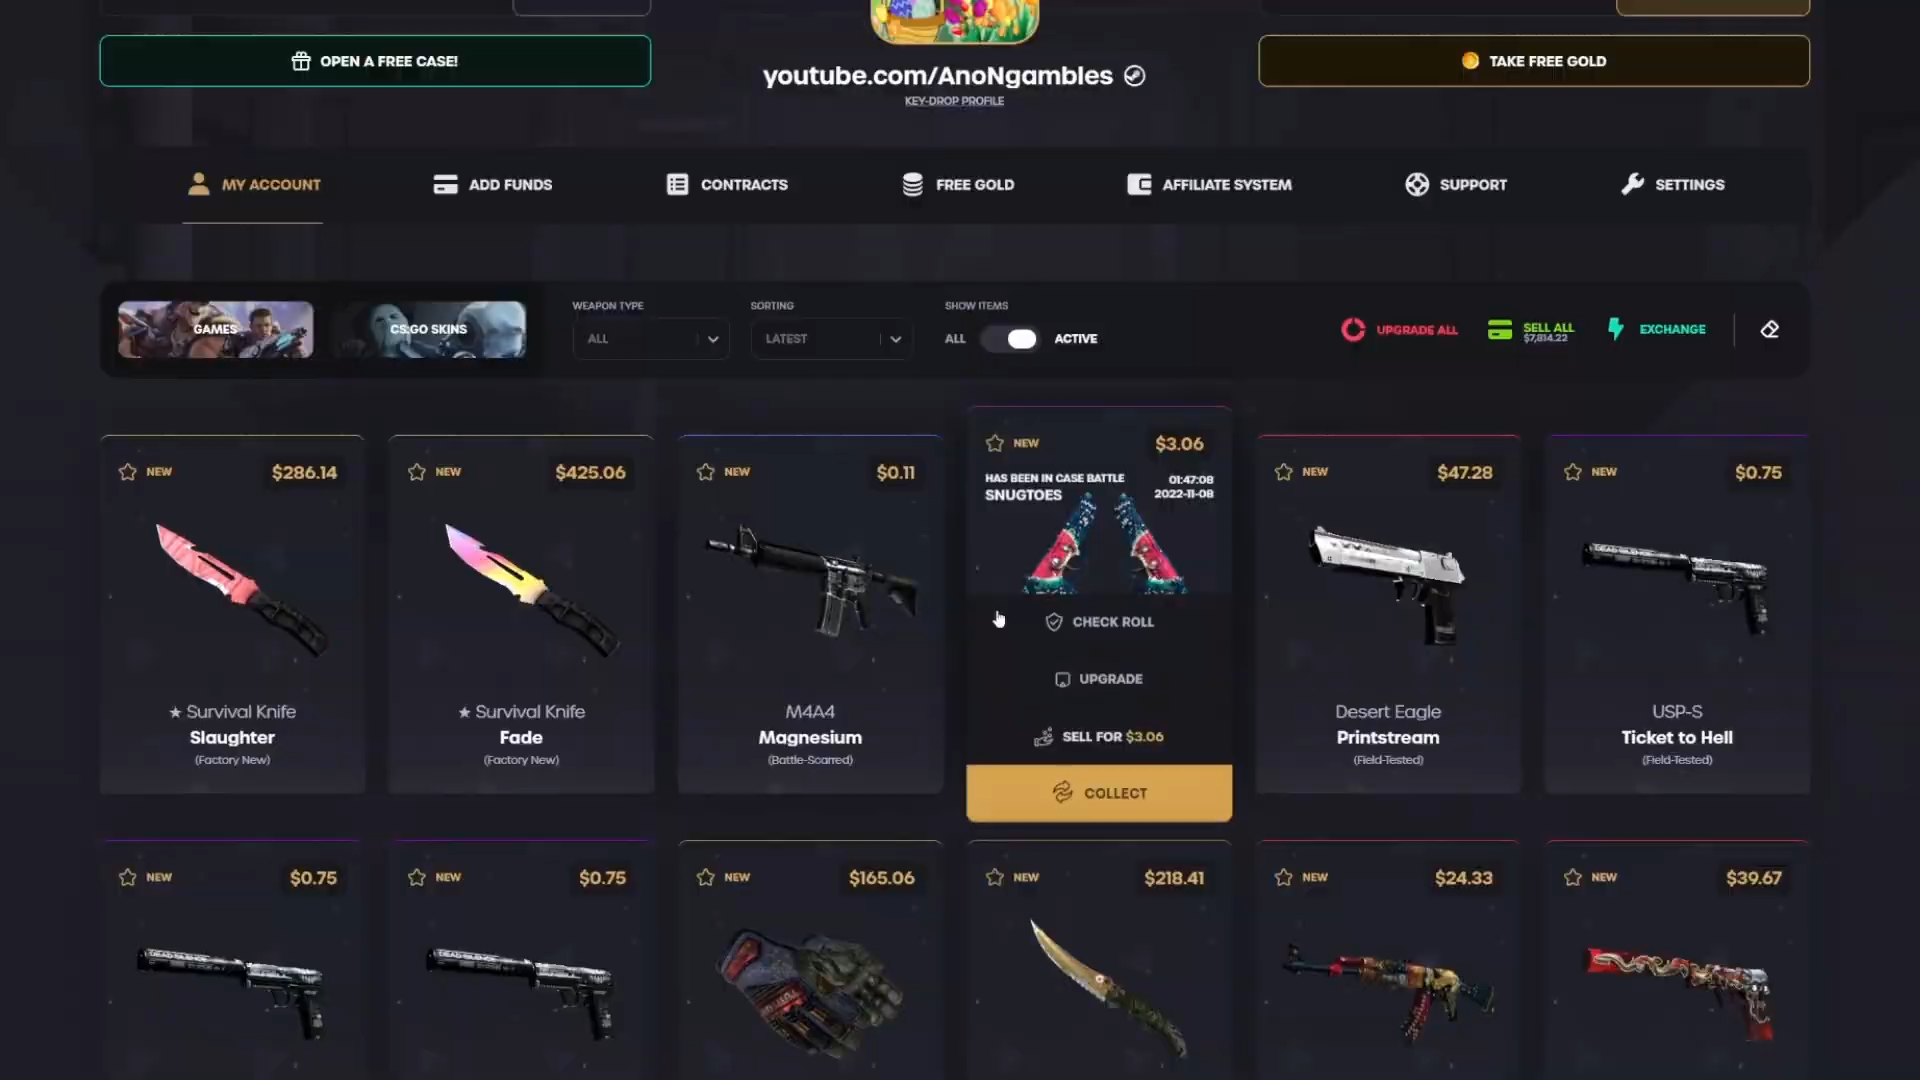 OPEN A FREE CASE!
youtube.com/AnoNgambles
KEY-DROP PROFILE
TAKE FREE GOLD
MY ACCOUNT
ADD FUNDS
CONTRACTS
FREE GOLD
AFFILIATE SYSTEM
SUPPORT
SETTINGS
GAMES
CS:GO SKINS
WEAPON TYPE
ALL
SORTING
LATEST
SHOW ITEMS
ALL
ACTIVE
UPGRADE ALL
SELL ALL
$7,814.22
EXCHANGE
NEW $286.14
★ Survival Knife
Slaughter
(Factory New)
NEW $425.06
★ Survival Knife
Fade
(Factory New)
NEW $0.11
M4A4
Magnesium
(Battle-Scarred)
NEW $3.06
HAS BEEN IN CASE BATTLE 01:47:08
SNUGTOES 2022-11-08
CHECK ROLL
UPGRADE
SELL FOR $3.06
COLLECT
NEW $47.28
Desert Eagle
Printstream
(Field-Tested)
NEW $0.75
USP-S
Ticket to Hell
(Field-Tested)
NEW $0.75
NEW $0.75
NEW $165.06
NEW $218.41
NEW $24.33
NEW $39.67